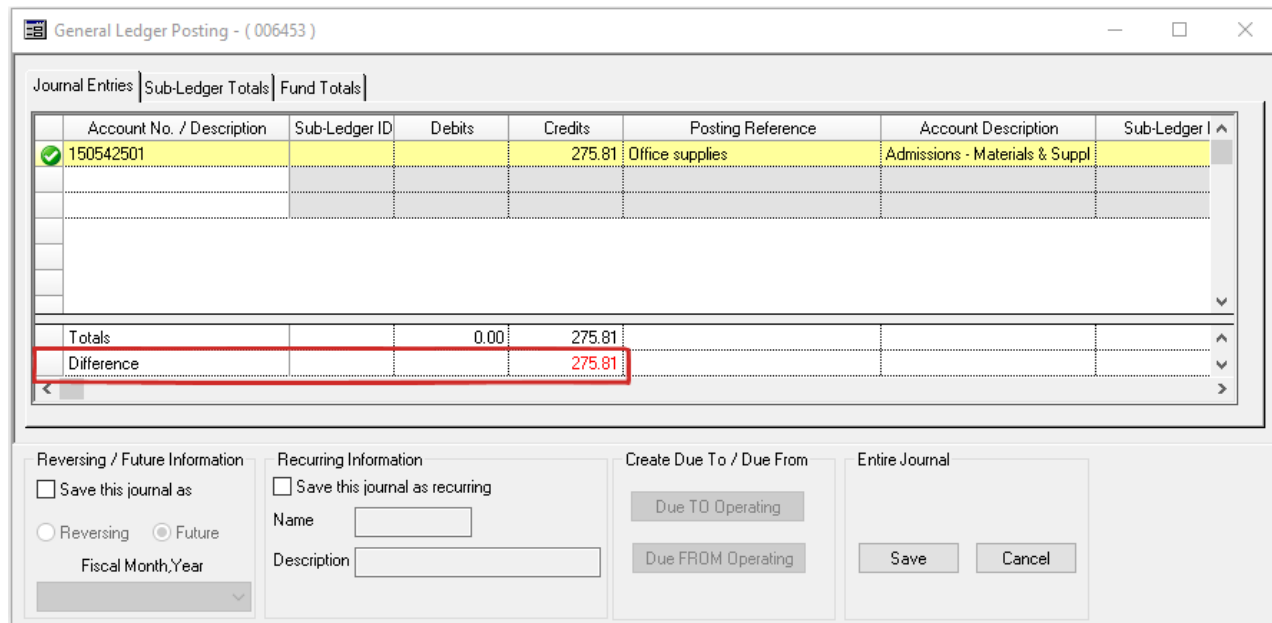 General Ledger Posting - ( 006453 )
Journal Entries Sub-Ledger Totals Fund Totals
Account No. / Description Sub-Ledger ID Debits Credits Posting Reference Account Description Sub-Ledger I
150542501 275.81 Office supplies Admissions - Materials & Suppl
Totals 0.00 275.81
Difference 275.81
Reversing / Future Information
Save this journal as
Reversing Future
Fiscal Month,Year
Recurring Information
Save this journal as recurring
Name
Description
Create Due To / Due From
Due TO Operating
Due FROM Operating
Entire Journal
Save Cancel